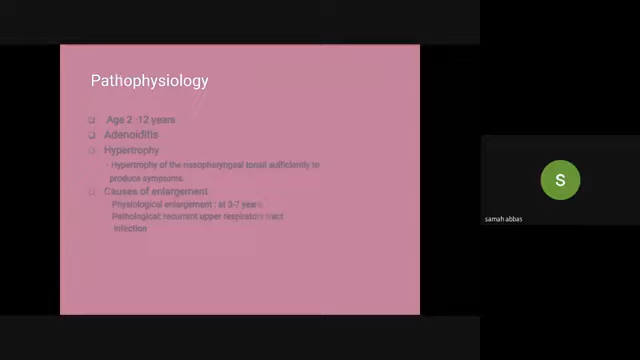 Pathophysiology
Age 2 -12 years
Adenoiditis
Hypertrophy
- Hypertrophy of the nasopheryngeal tonsil sufficiently to
produce symptoms.
Causes of enlargement
Physiological enlargement : at 3-7 years
Pathological: recurrent upper respiratory tract
infection
S
samah abbas